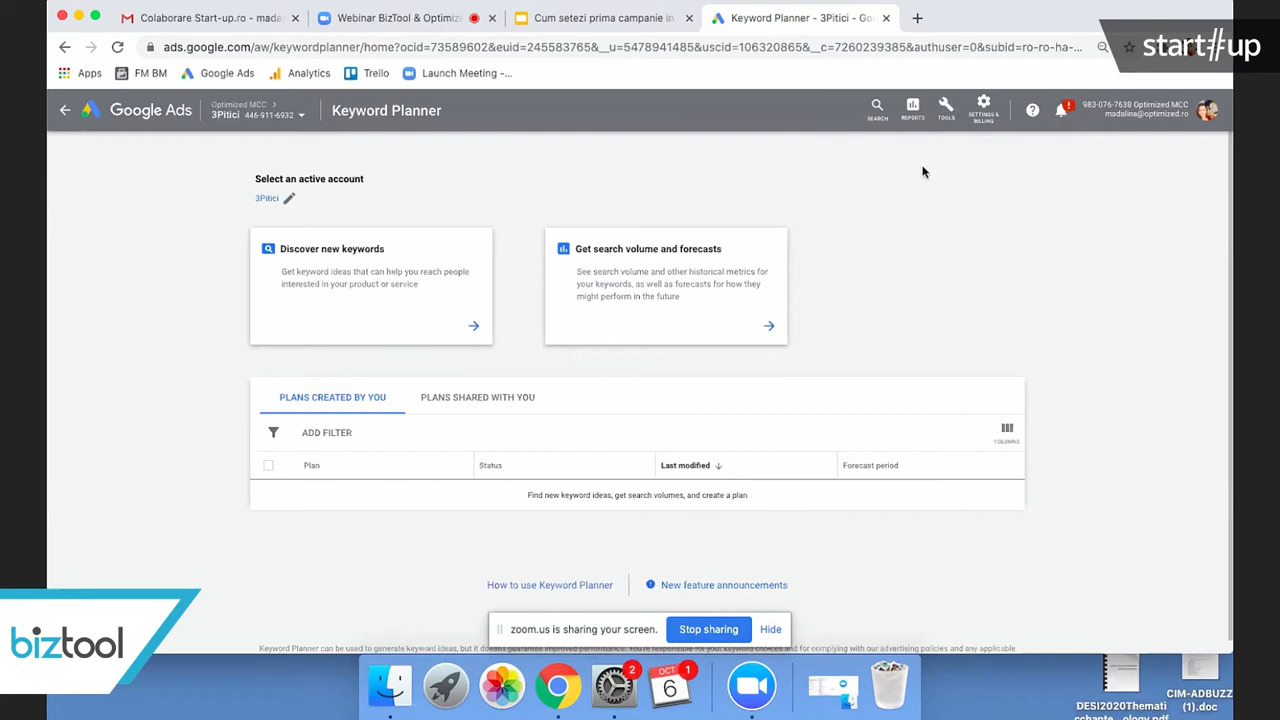 Colaborare Start-up.ro - mada
Webinar BizTool & Optimize
Cum setezi prima campanie in
Keyword Planner - 3Pitici - Go
ads.google.com/aw/keywordplanner/home?ocid=73589602&euid=245583765&__u=5478941485&uscid=106320865&__c=7260239385&authuser=0&subid=ro-ro-ha-...
start#up
Apps
FM BM
Google Ads
Analytics
Trello
Launch Meeting -...
Google Ads
Optimized MCC >
3Pitici 446-911-6932
Keyword Planner
SEARCH
REPORTS
TOOLS
SETTINGS & BILLING
983-076-7638 Optimized MCC
madalina@optimized.ro
Select an active account
3Pitici
Discover new keywords
Get keyword ideas that can help you reach people
interested in your product or service
Get search volume and forecasts
See search volume and other historical metrics for
your keywords, as well as forecasts for how they
might perform in the future
PLANS CREATED BY YOU
PLANS SHARED WITH YOU
ADD FILTER
COLUMNS
Plan
Status
Last modified
Forecast period
Find new keyword ideas, get search volumes, and create a plan
How to use Keyword Planner
New feature announcements
zoom.us is sharing your screen.
Stop sharing
Hide
Keyword Planner can be used to generate keyword ideas, but it doesn't guarantee improved performance. You're responsible for your keyword choices and for complying with our advertising policies and any applicable
biztool
2
OCT
6
1
DESI2020Themati
CIM-ADBUZZ
(1).doc